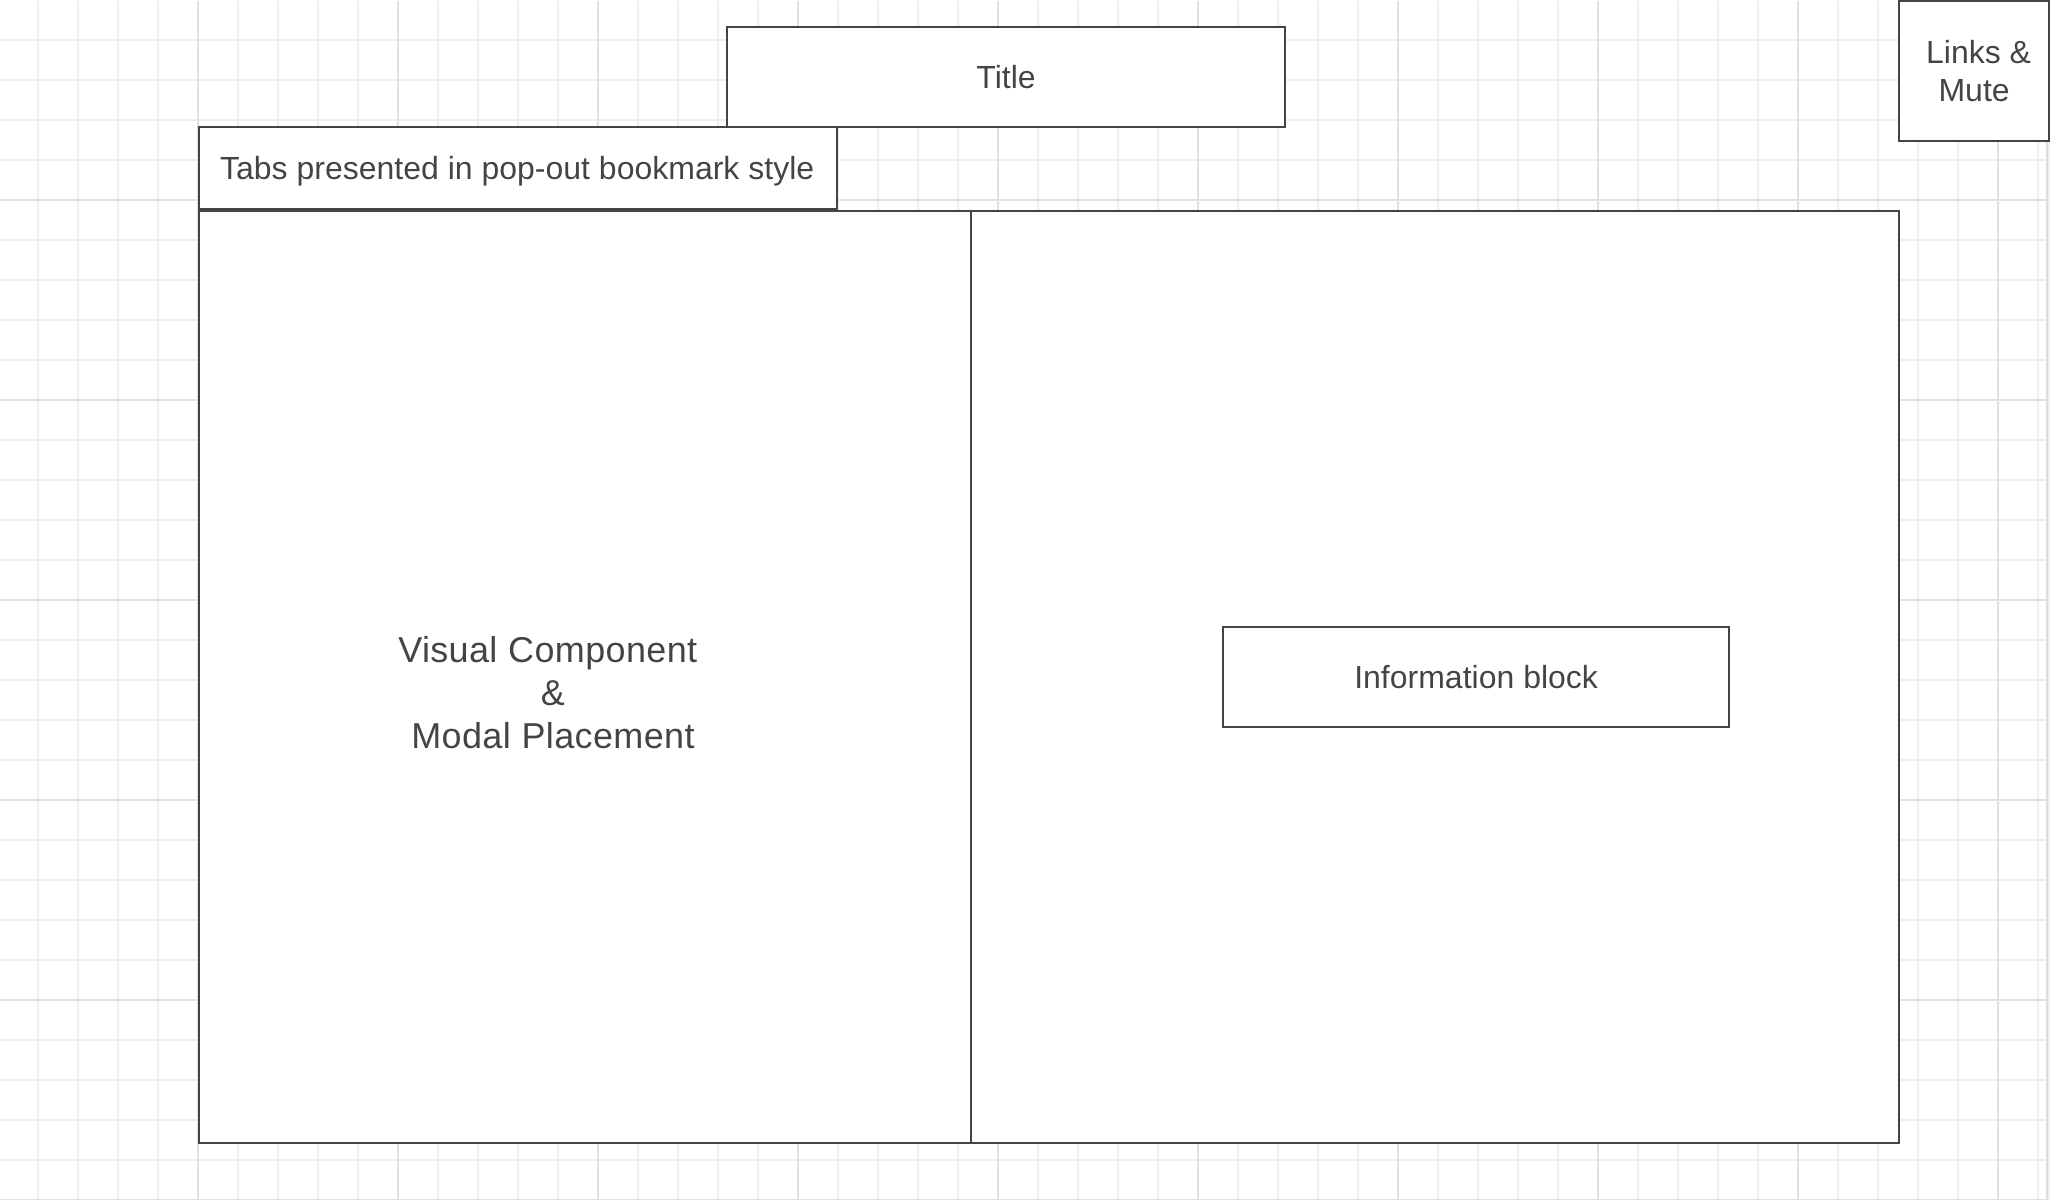 Title
Links &
Mute
Tabs presented in pop-out bookmark style
Visual Component
&
Modal Placement
Information block